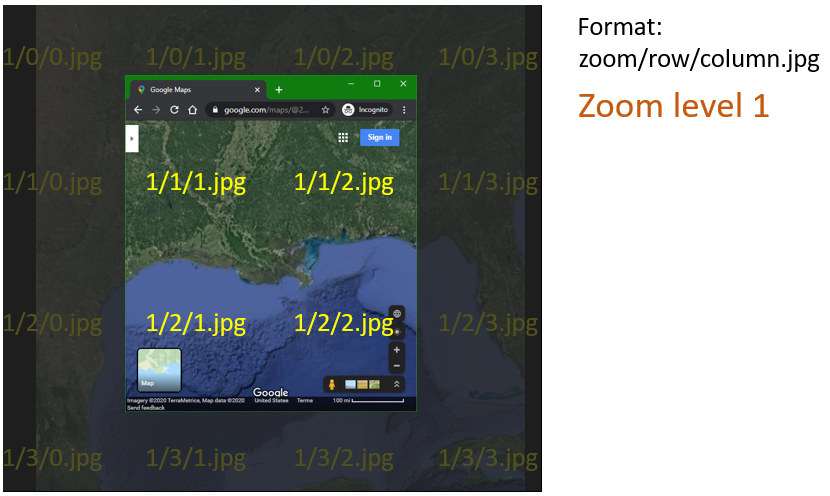 Format:
zoom/row/column.jpg
Zoom level 1
1/0/0.jpg 1/0/1.jpg 1/0/2.jpg 1/0/3.jpg
Google Maps
google.com/maps/@2... Incognito
Sign in
1/1/0.jpg 1/1/1.jpg 1/1/2.jpg 1/1/3.jpg
1/2/0.jpg 1/2/1.jpg 1/2/2.jpg 1/2/3.jpg
Map
Google
Imagery ©2020 TerraMetrics, Map data ©2020 United States Terms 100 mi
Send feedback
1/3/0.jpg 1/3/1.jpg 1/3/2.jpg 1/3/3.jpg